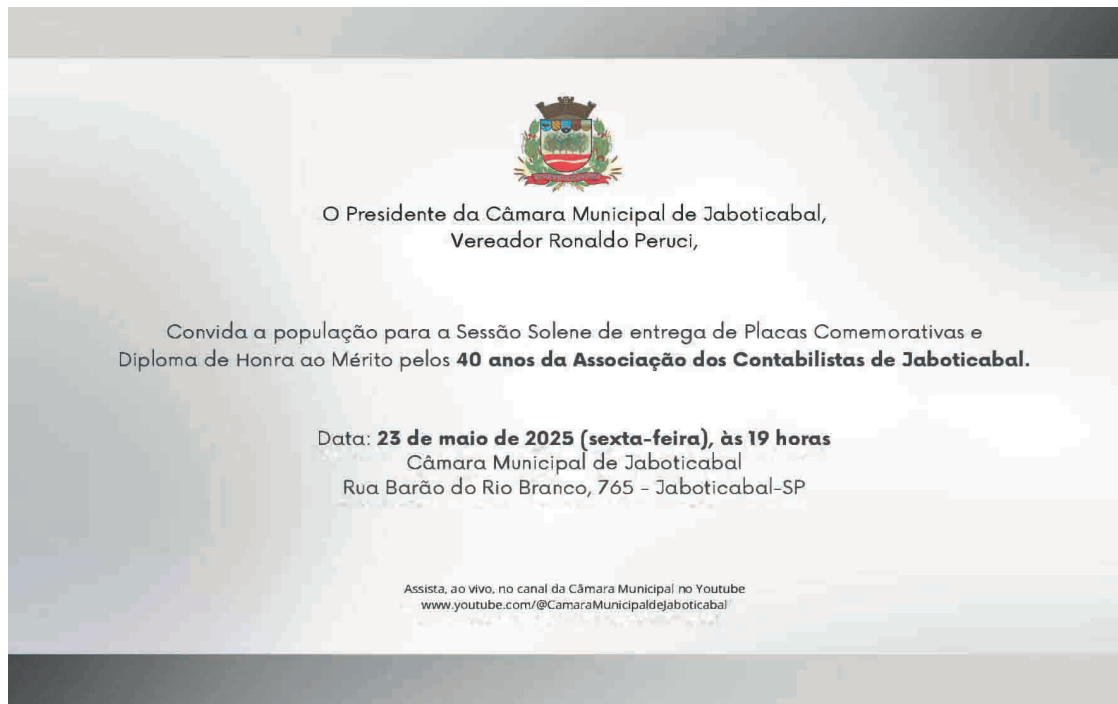 O Presidente da Câmara Municipal de Jaboticabal,
Vereador Ronaldo Peruci,
Convida a população para a Sessão Solene de entrega de Placas Comemorativas e
Diploma de Honra ao Mérito pelos 40 anos da Associação dos Contabilistas de Jaboticabal.
Data: 23 de maio de 2025 (sexta-feira), às 19 horas
Câmara Municipal de Jaboticabal
Rua Barão do Rio Branco, 765 – Jaboticabal-SP
Assista, ao vivo, no canal da Câmara Municipal no Youtube
www.youtube.com/@CamaraMunicipaldeJaboticabal